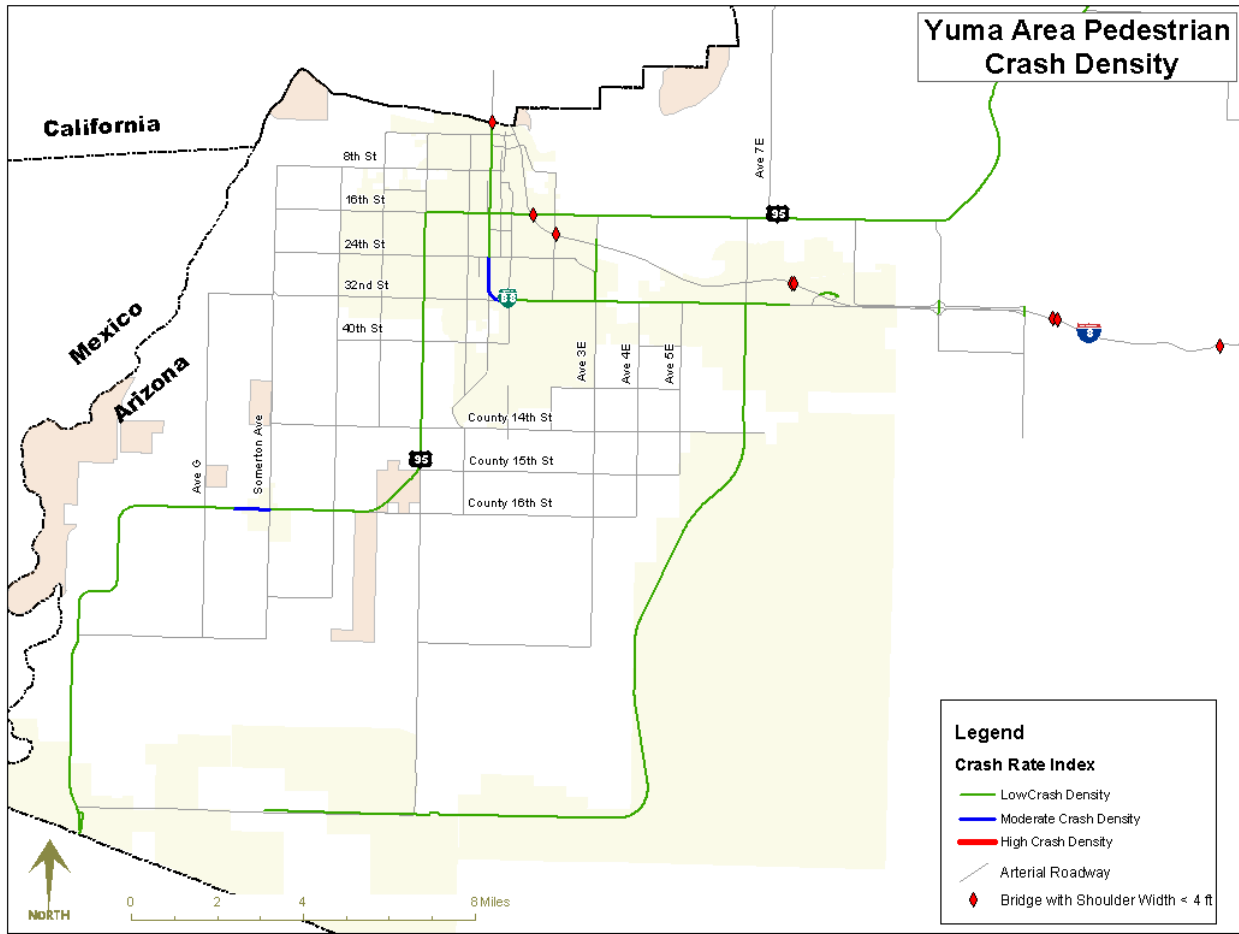 Yuma Area Pedestrian
Crash Density
California
Mexico
Arizona
8th St
16th St
24th St
32nd St
40th St
Ave 7E
95
8
Ave 3E
Ave 4E
Ave 5E
County 14th St
95
County 15th St
County 16th St
Ave G
Somerton Ave
Legend
Crash Rate Index
LowCrash Density
Moderate Crash Density
High Crash Density
Arterial Roadway
Bridge with Shoulder Width < 4 ft
NORTH
0 2 4 8 Miles